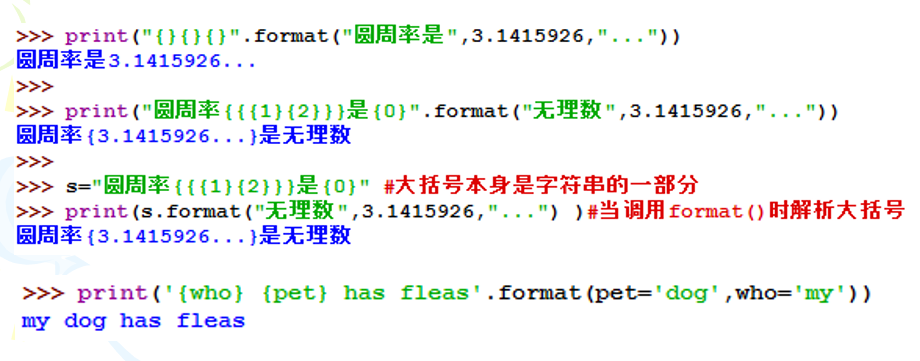 >>> print("{}{}{}".format("圆周率是",3.1415926,"..."))
圆周率是3.1415926...
>>>
>>> print("圆周率{{{1}{2}}}是{0}".format("无理数",3.1415926,"..."))
圆周率{3.1415926...}是无理数
>>>
>>> s="圆周率{{{1}{2}}}是{0}" #大括号本身是字符串的一部分
>>> print(s.format("无理数",3.1415926,"...") )#当调用format()时解析大括号
圆周率{3.1415926...}是无理数
>>> print('{who} {pet} has fleas'.format(pet='dog',who='my'))
my dog has fleas